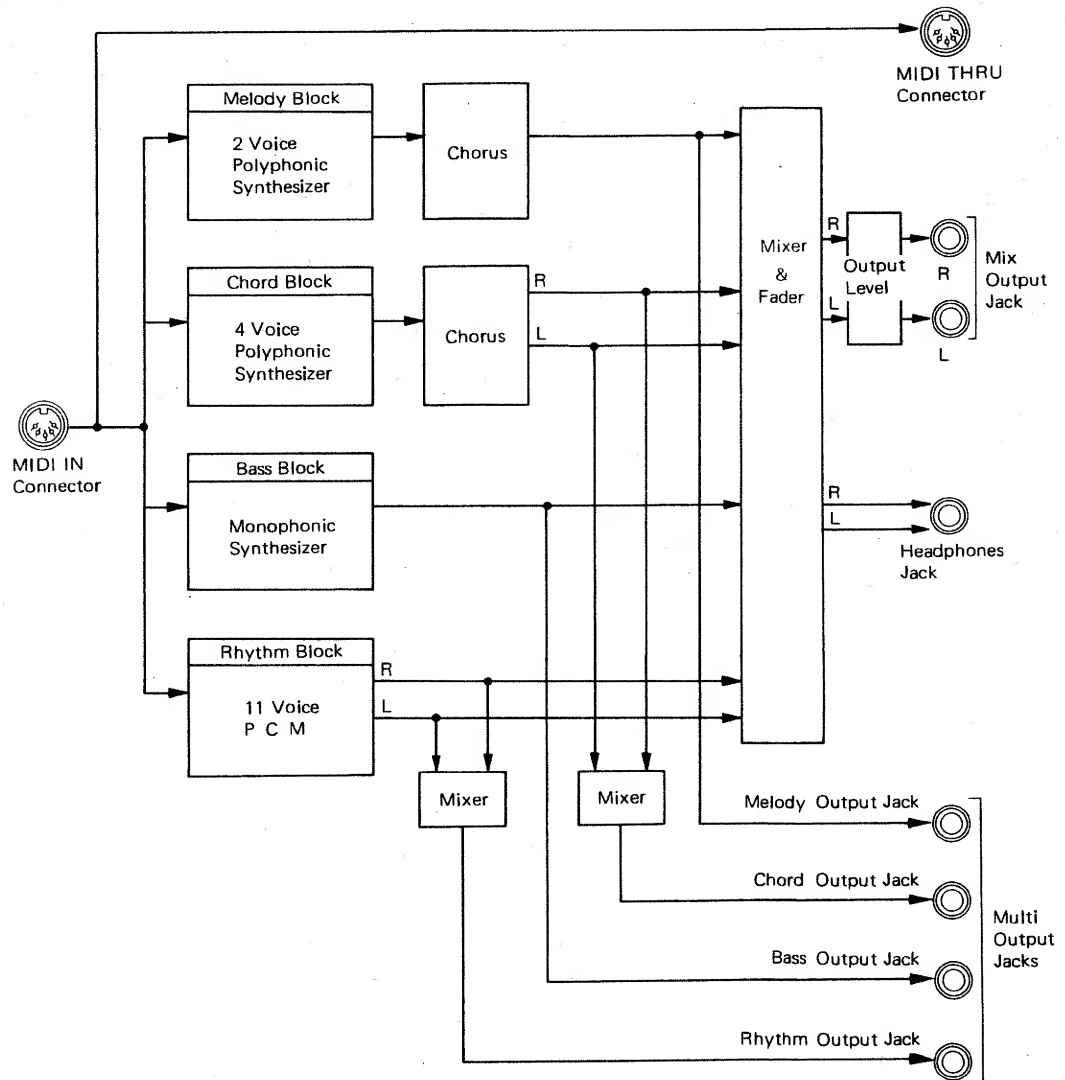 MIDI THRU
Connector
Melody Block
2 Voice
Polyphonic
Synthesizer
Chorus
Chord Block
4 Voice
Polyphonic
Synthesizer
Chorus
R
L
Mixer
&
Fader
R
L
Output
Level
R
L
Mix
Output
Jack
MIDI IN
Connector
Bass Block
Monophonic
Synthesizer
R
L
Headphones
Jack
Rhythm Block
11 Voice
P C M
R
L
Mixer
Mixer
Melody Output Jack
Chord Output Jack
Bass Output Jack
Rhythm Output Jack
Multi
Output
Jacks